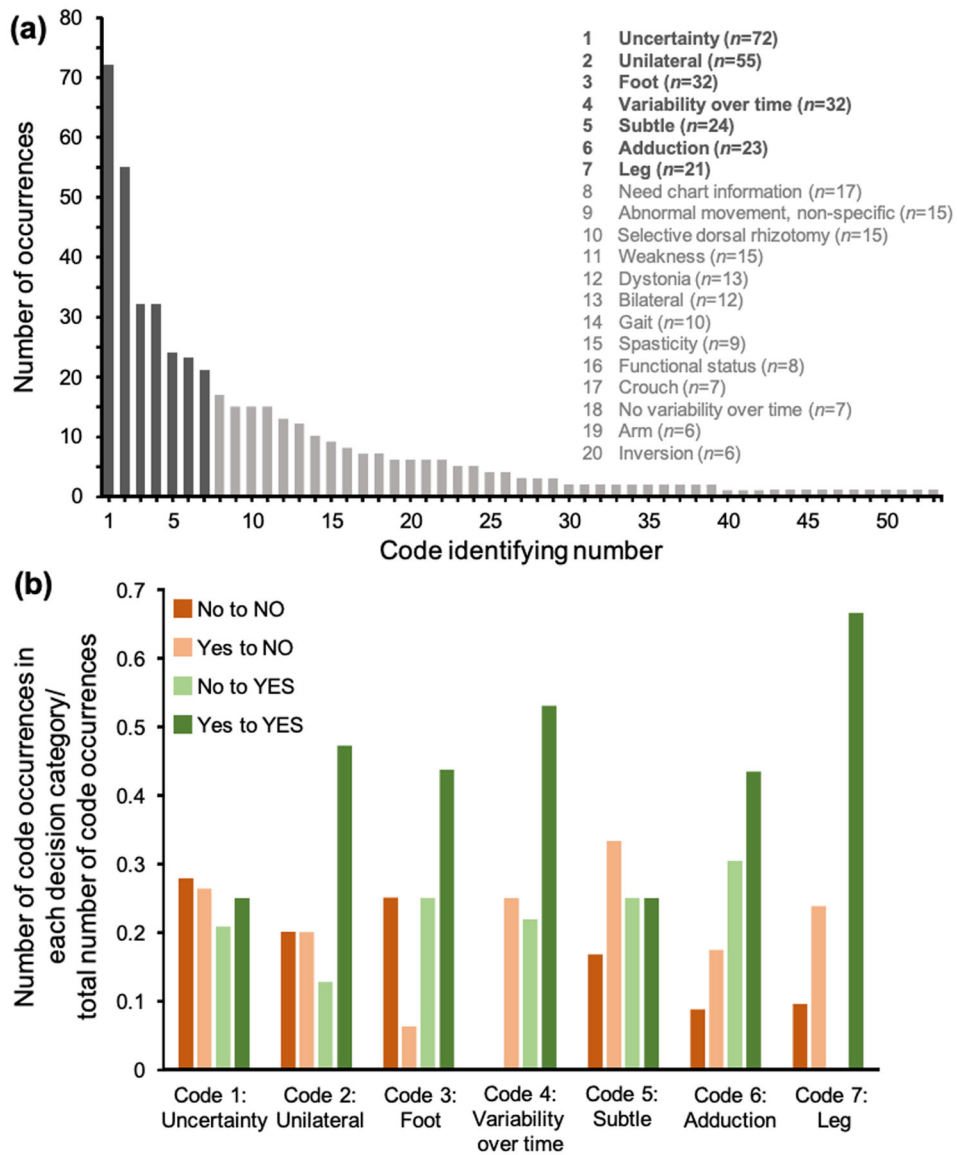 (a)
80
70
60
50
40
30
20
10
0
Number of occurrences
1 Uncertainty (n=72)
2 Unilateral (n=55)
3 Foot (n=32)
4 Variability over time (n=32)
5 Subtle (n=24)
6 Adduction (n=23)
7 Leg (n=21)
8 Need chart information (n=17)
9 Abnormal movement, non-specific (n=15)
10 Selective dorsal rhizotomy (n=15)
11 Weakness (n=15)
12 Dystonia (n=13)
13 Bilateral (n=12)
14 Gait (n=10)
15 Spasticity (n=9)
16 Functional status (n=8)
17 Crouch (n=7)
18 No variability over time (n=7)
19 Arm (n=6)
20 Inversion (n=6)
1 5 10 15 20 25 30 35 40 45 50
Code identifying number
(b)
0.7
0.6
0.5
0.4
0.3
0.2
0.1
0
Number of code occurrences in
each decision category/
total number of code occurrences
No to NO
Yes to NO
No to YES
Yes to YES
Code 1: Code 2: Code 3: Code 4: Code 5: Code 6: Code 7:
Uncertainty Unilateral Foot Variability Subtle Adduction Leg
over time